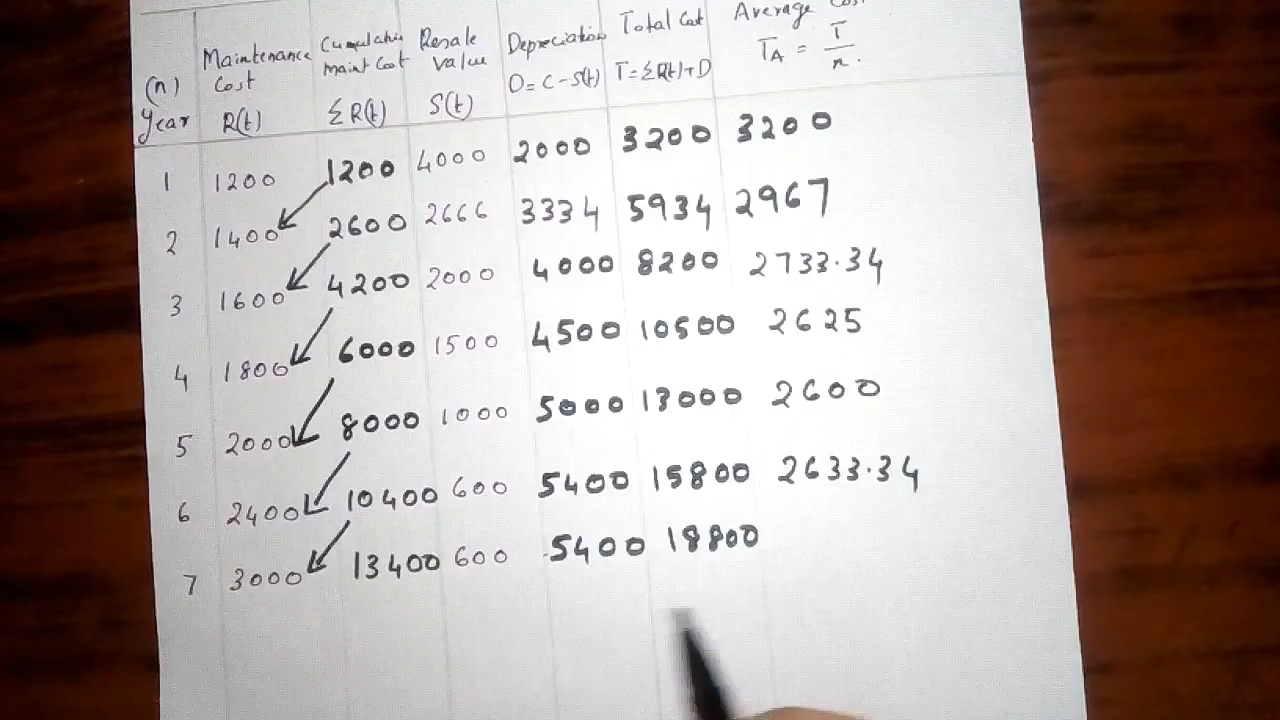 (n) Year Maintenance Cost R(t) Cumulative maint Cost ΣR(t) Resale value S(t) Depreciation D=C-S(t) Total Cost T=ΣR(t)+D Average Cost T_A = T/n.
1 1200 1200 4000 2000 3200 3200
2 1400 2600 2666 3334 5934 2967
3 1600 4200 2000 4000 8200 2733.34
4 1800 6000 1500 4500 10500 2625
5 2000 8000 1000 5000 13000 2600
6 2400 10400 600 5400 15800 2633.34
7 3000 13400 600 5400 18800